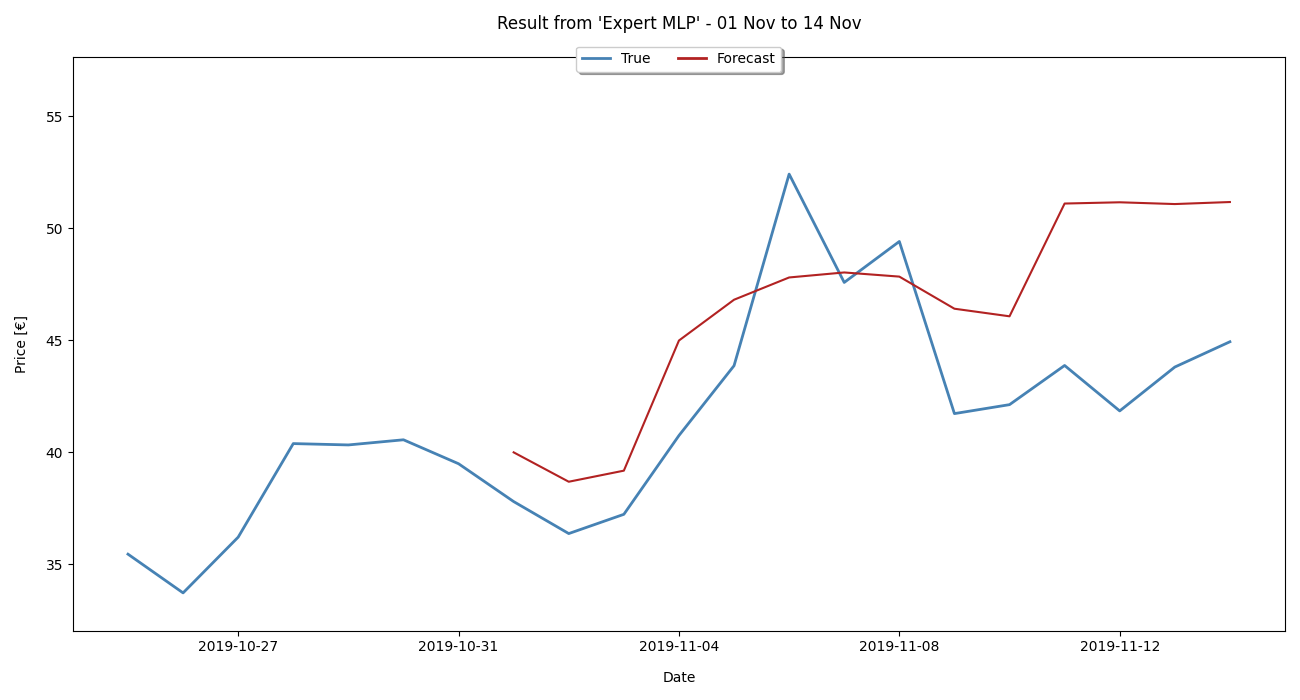 Result from 'Expert MLP' - 01 Nov to 14 Nov
True Forecast
55
50
45
40
35
Price [€]
2019-10-27 2019-10-31 2019-11-04 2019-11-08 2019-11-12
Date